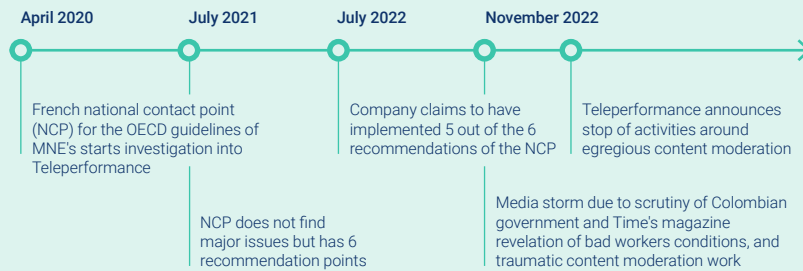 April 2020
July 2021
July 2022
November 2022
French national contact point
(NCP) for the OECD guidelines of
MNE's starts investigation into
Teleperformance
NCP does not find
major issues but has 6
recommendation points
Company claims to have
implemented 5 out of the 6
recommendations of the NCP
Media storm due to scrutiny of Colombian
government and Time's magazine
revelation of bad workers conditions, and
traumatic content moderation work
Teleperformance announces
stop of activities around
egregious content moderation